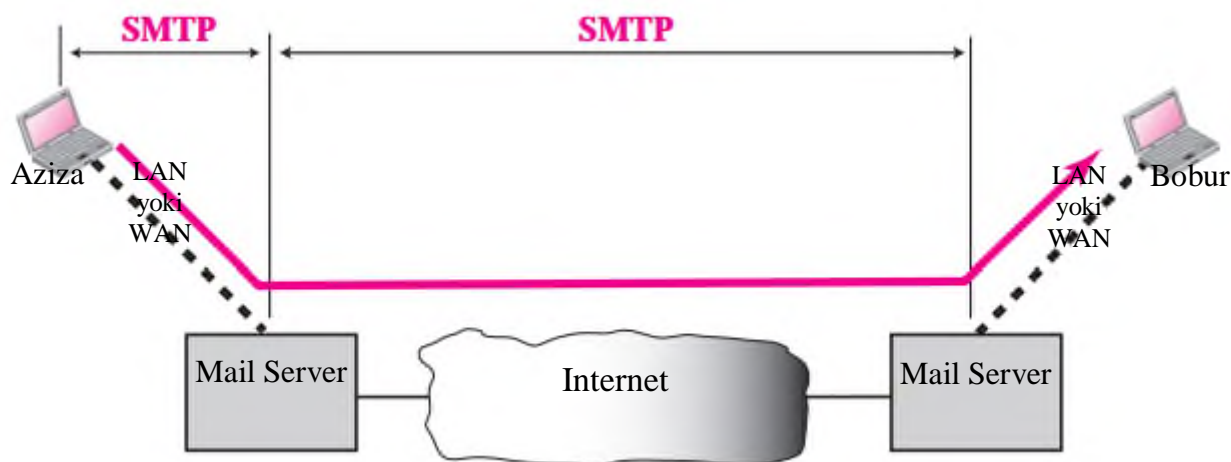 SMTP
SMTP
Aziza
LAN
yoki
WAN
LAN
yoki
WAN
Bobur
Mail Server
Internet
Mail Server